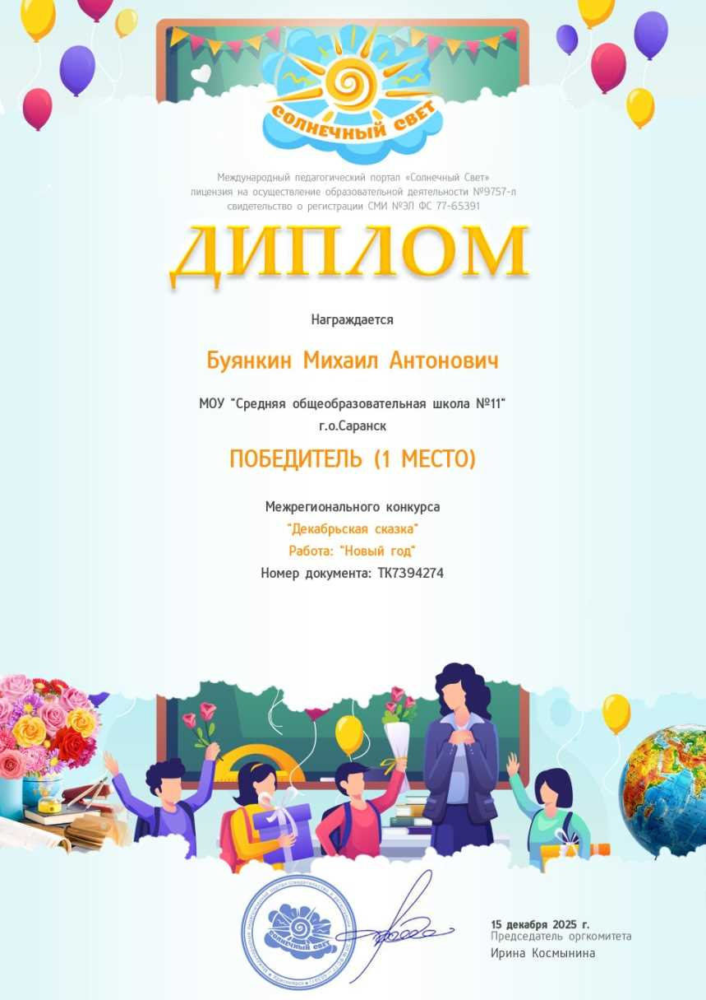 СОЛНЕЧНЫЙ СВЕТ
Международный педагогический портал «Солнечный Свет»
лицензия на осуществление образовательной деятельности №9757-л
свидетельство о регистрации СМИ №ЭЛ ФС 77-65391
ДИПЛОМ
Награждается
Буянкин Михаил Антонович
МОУ "Средняя общеобразовательная школа №11"
г.о.Саранск
ПОБЕДИТЕЛЬ (1 МЕСТО)
Межрегионального конкурса
"Декабрьская сказка"
Работа: "Новый год"
Номер документа: ТК7394274
СОЛНЕЧНЫЙ СВЕТ
15 декабря 2025 г.
Председатель оргкомитета
Ирина Космынина